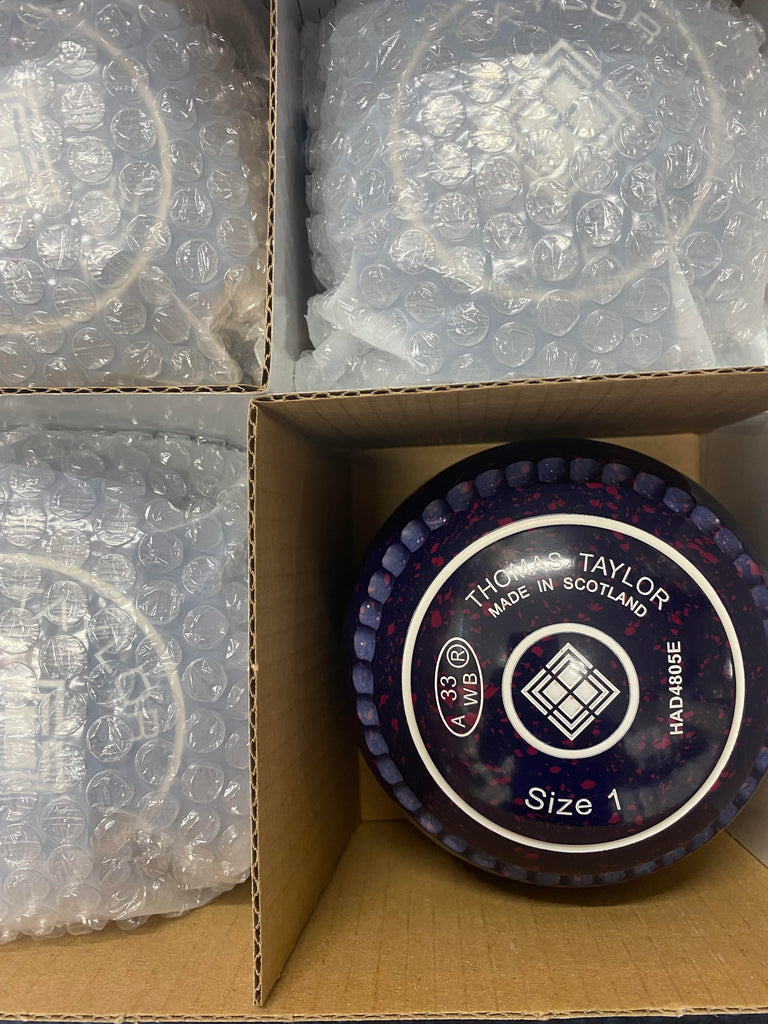 THOMAS TAYLOR
MADE IN SCOTLAND
A 33 ®
WB
HAD4805E
Size 1